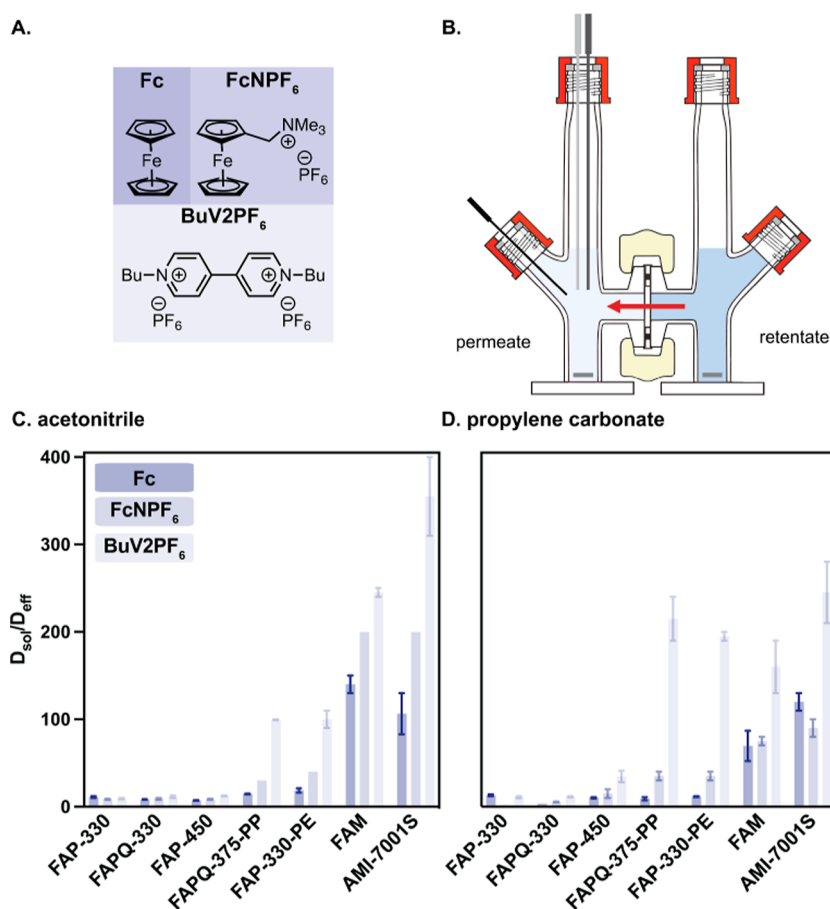 A.
Fc
FcNPF6
Fe
Fe
NMe3
⊕
⊖
PF6
BuV2PF6
Bu-N⊕ ⊕N-Bu
⊖ ⊖
PF6 PF6
B.
permeate
retentate
C. acetonitrile
Fc
FcNPF6
BuV2PF6
Dsol/Deff
400
300
200
100
0
FAP-330
FAPQ-330
FAP-450
FAPQ-375-PP
FAP-330-PE
FAM
AMI-7001S
D. propylene carbonate
FAP-330
FAPQ-330
FAP-450
FAPQ-375-PP
FAP-330-PE
FAM
AMI-7001S